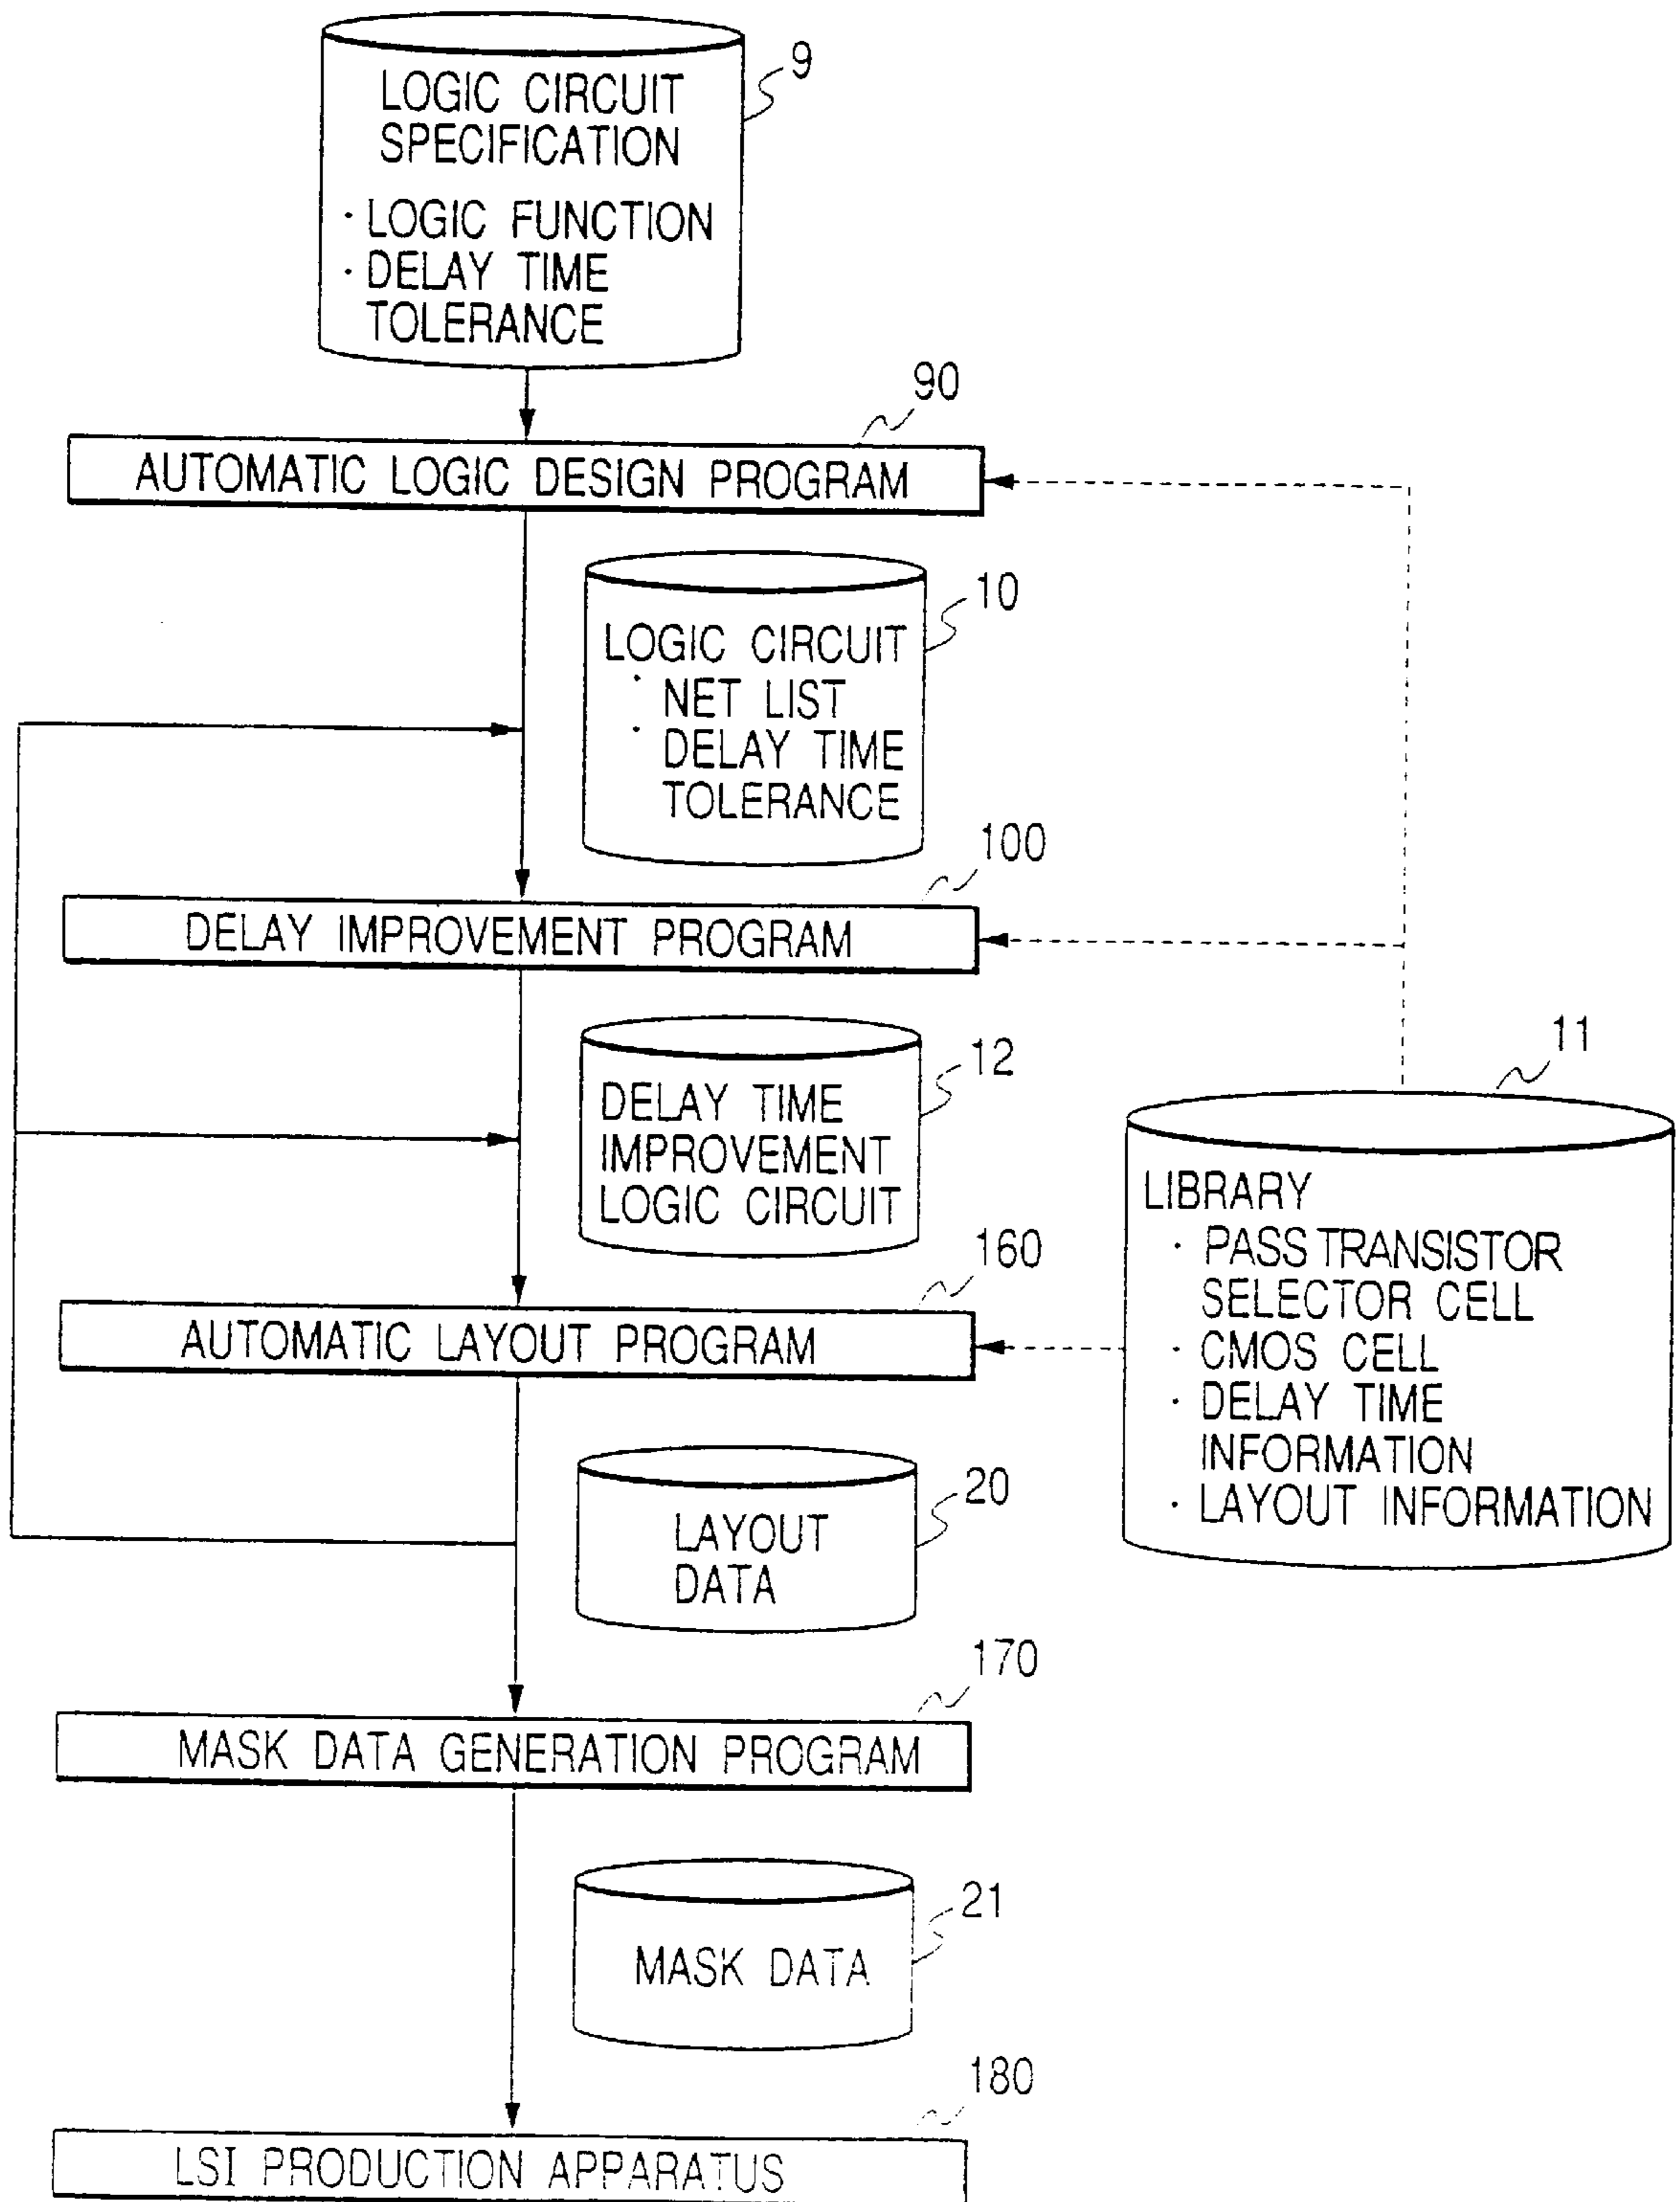 LOGIC CIRCUIT
SPECIFICATION
· LOGIC FUNCTION
· DELAY TIME
TOLERANCE
9
90
AUTOMATIC LOGIC DESIGN PROGRAM
10
LOGIC CIRCUIT
· NET LIST
· DELAY TIME
TOLERANCE
100
DELAY IMPROVEMENT PROGRAM
12
DELAY TIME
IMPROVEMENT
LOGIC CIRCUIT
11
LIBRARY
· PASS TRANSISTOR
SELECTOR CELL
· CMOS CELL
· DELAY TIME
INFORMATION
· LAYOUT INFORMATION
160
AUTOMATIC LAYOUT PROGRAM
20
LAYOUT
DATA
170
MASK DATA GENERATION PROGRAM
21
MASK DATA
180
LSI PRODUCTION APPARATUS